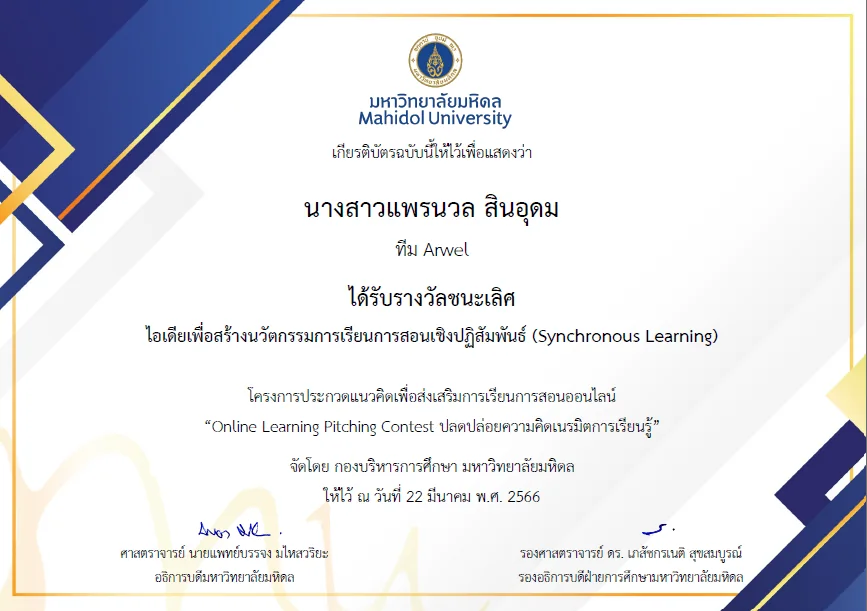 มหาวิทยาลัยมหิดล
Mahidol University
เกียรติบัตรฉบับนี้ให้ไว้เพื่อแสดงว่า
นางสาวแพรนวล สินอุดม
ทีม Arwel
ได้รับรางวัลชนะเลิศ
ไอเดียเพื่อสร้างนวัตกรรมการเรียนการสอนเชิงปฏิสัมพันธ์ (Synchronous Learning)
โครงการประกวดแนวคิดเพื่อส่งเสริมการเรียนการสอนออนไลน์
“Online Learning Pitching Contest ปลดปล่อยความคิดเนรมิตการเรียนรู้”
จัดโดย กองบริหารการศึกษา มหาวิทยาลัยมหิดล
ให้ไว้ ณ วันที่ 22 มีนาคม พ.ศ. 2566
ศาสตราจารย์ นายแพทย์บรรจง มไหสวริยะ
อธิการบดีมหาวิทยาลัยมหิดล
รองศาสตราจารย์ ดร. เภสัชกรเนติ สุขสมบูรณ์
รองอธิการบดีฝ่ายการศึกษามหาวิทยาลัยมหิดล